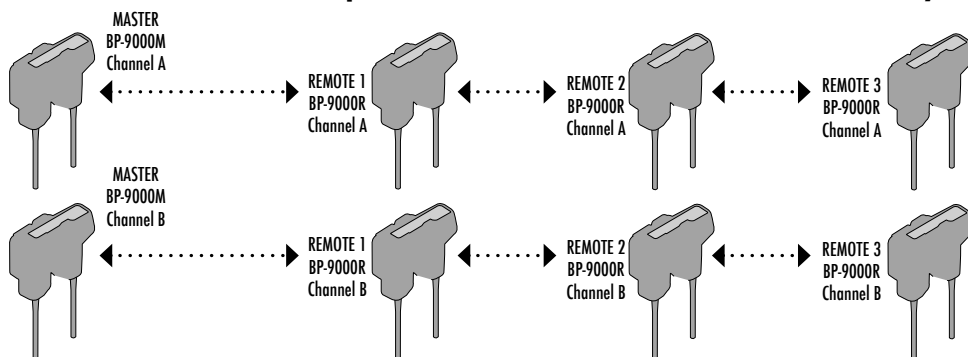 MASTER
BP-9000M
Channel A
REMOTE 1
BP-9000R
Channel A
REMOTE 2
BP-9000R
Channel A
REMOTE 3
BP-9000R
Channel A
MASTER
BP-9000M
Channel B
REMOTE 1
BP-9000R
Channel B
REMOTE 2
BP-9000R
Channel B
REMOTE 3
BP-9000R
Channel B